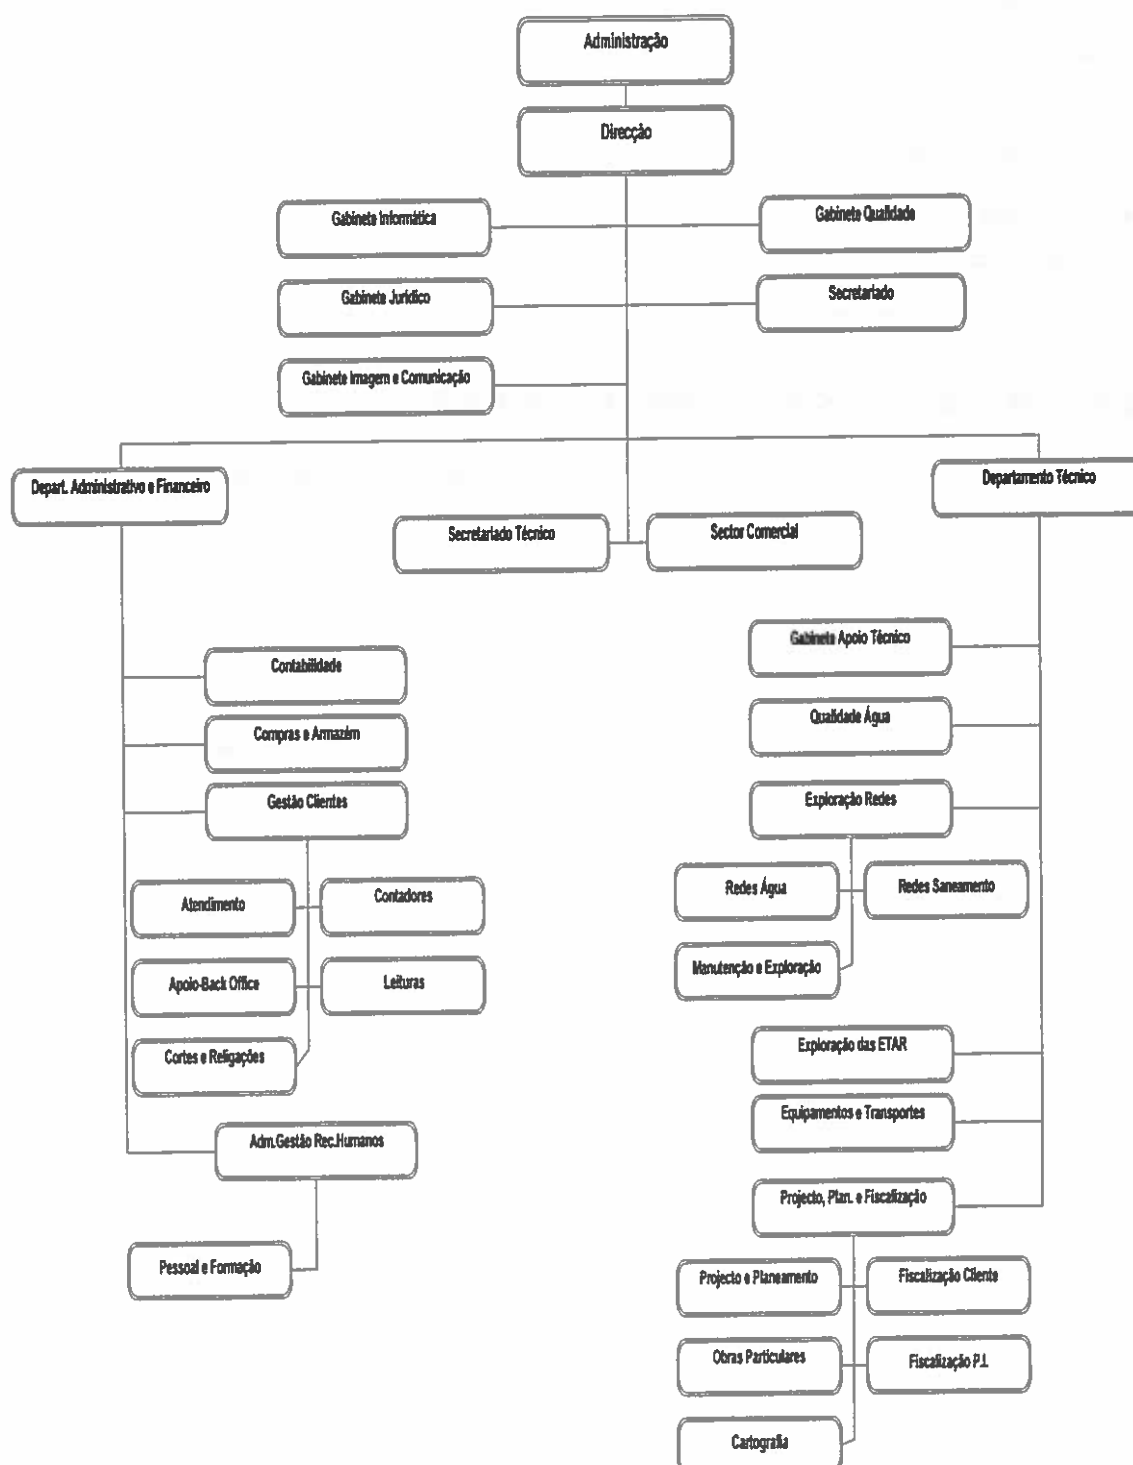 Administração
Direcção
Gabinete Informática
Gabinete Qualidade
Gabinete Jurídico
Secretariado
Gabinete Imagem e Comunicação
Depart. Administrativo e Financeiro
Departamento Técnico
Secretariado Técnico
Sector Comercial
Contabilidade
Compras e Armazém
Gestão Clientes
Atendimento
Contadores
Apoio-Back Office
Leituras
Cortes e Religações
Adm.Gestão Rec.Humanos
Pessoal e Formação
Gabinete Apoio Técnico
Qualidade Água
Exploração Redes
Redes Água
Redes Saneamento
Manutenção e Exploração
Exploração das ETAR
Equipamentos e Transportes
Projecto, Plan. e Fiscalização
Projecto e Planeamento
Fiscalização Cliente
Obras Particulares
Fiscalização P.I.
Cartografia